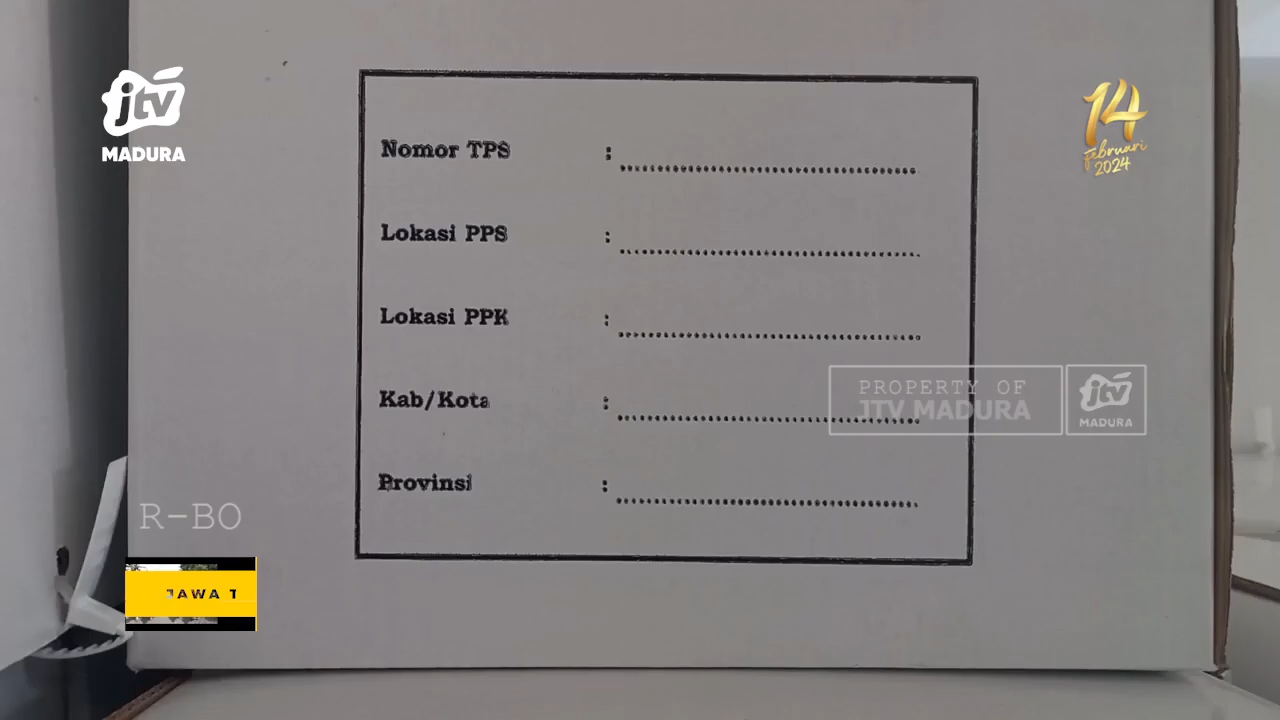 jtv
MADURA
14
Februari
2024
Nomor TPS : ........................................
Lokasi PPS : ........................................
Lokasi PPK : ........................................
Kab/Kota : ........................................
Provinsi : ........................................
PROPERTY OF
JTV MADURA
jtv
MADURA
R-BO
JAWA T